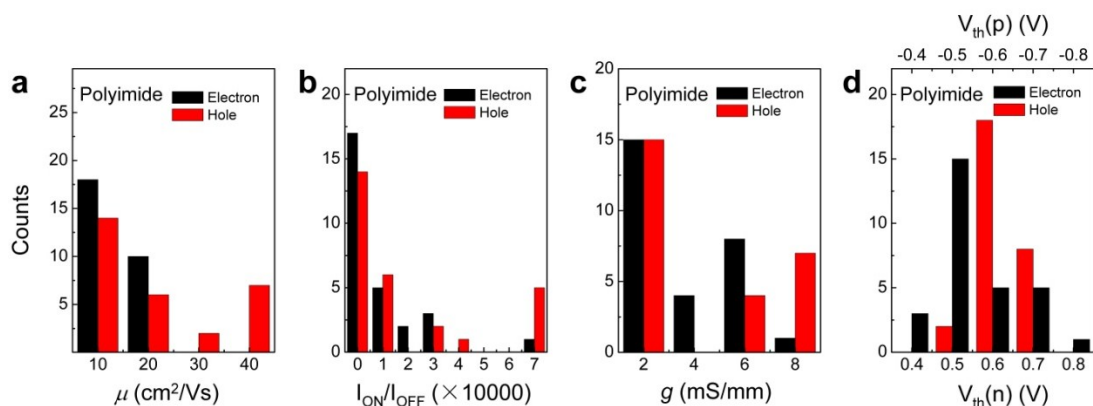 a
Polyimide
Electron
Hole
Counts
25
20
15
10
5
10 20 30 40
μ (cm²/Vs)
b
Polyimide
Electron
Hole
20
15
10
5
0
0 1 2 3 4 5 6 7
I_ON/I_OFF (×10000)
c
Polyimide
Electron
Hole
20
15
10
5
0
2 4 6 8
g (mS/mm)
V_th(p) (V)
-0.4 -0.5 -0.6 -0.7 -0.8
d
Polyimide
Electron
Hole
20
15
10
5
0
0.4 0.5 0.6 0.7 0.8
V_th(n) (V)